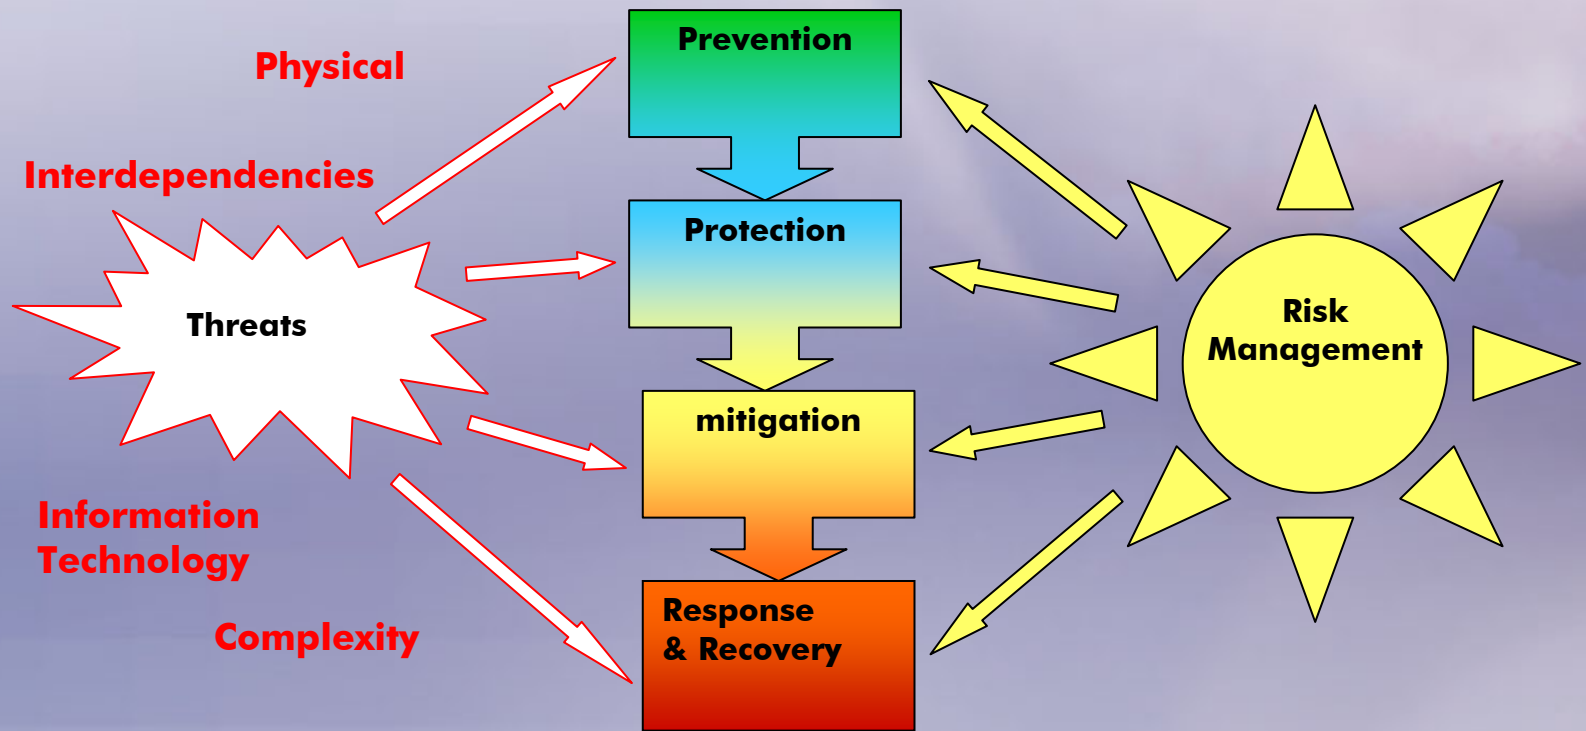 Physical
Interdependencies
Threats
Information
Technology
Complexity
Prevention
Protection
mitigation
Response
& Recovery
Risk
Management